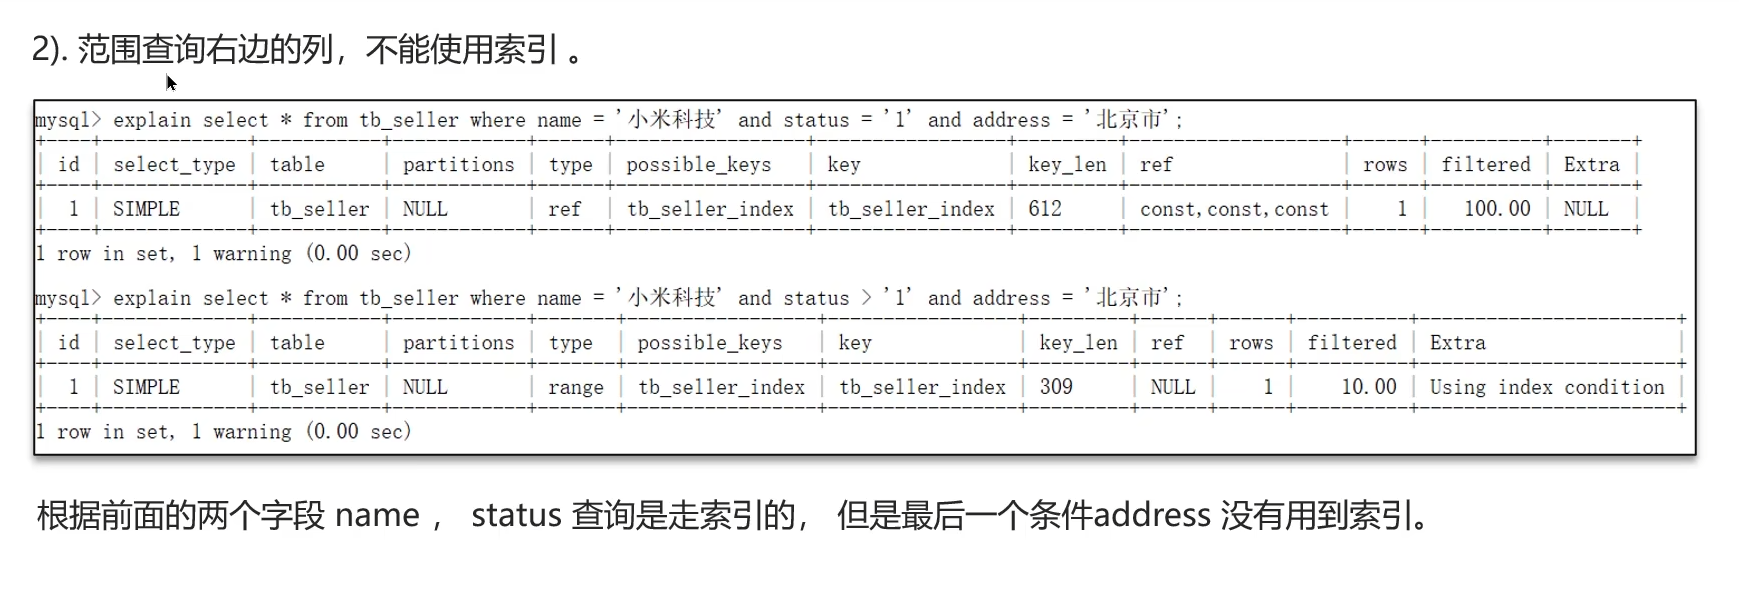 2). 范围查询右边的列，不能使用索引 。
mysql> explain select * from tb_seller where name = '小米科技' and status = '1' and address = '北京市';
| id | select_type | table | partitions | type | possible_keys | key | key_len | ref | rows | filtered | Extra |
| 1 | SIMPLE | tb_seller | NULL | ref | tb_seller_index | tb_seller_index | 612 | const,const,const | 1 | 100.00 | NULL |
1 row in set, 1 warning (0.00 sec)
mysql> explain select * from tb_seller where name = '小米科技' and status > '1' and address = '北京市';
| id | select_type | table | partitions | type | possible_keys | key | key_len | ref | rows | filtered | Extra |
| 1 | SIMPLE | tb_seller | NULL | range | tb_seller_index | tb_seller_index | 309 | NULL | 1 | 10.00 | Using index condition |
1 row in set, 1 warning (0.00 sec)
根据前面的两个字段 name ， status 查询是走索引的， 但是最后一个条件address 没有用到索引。